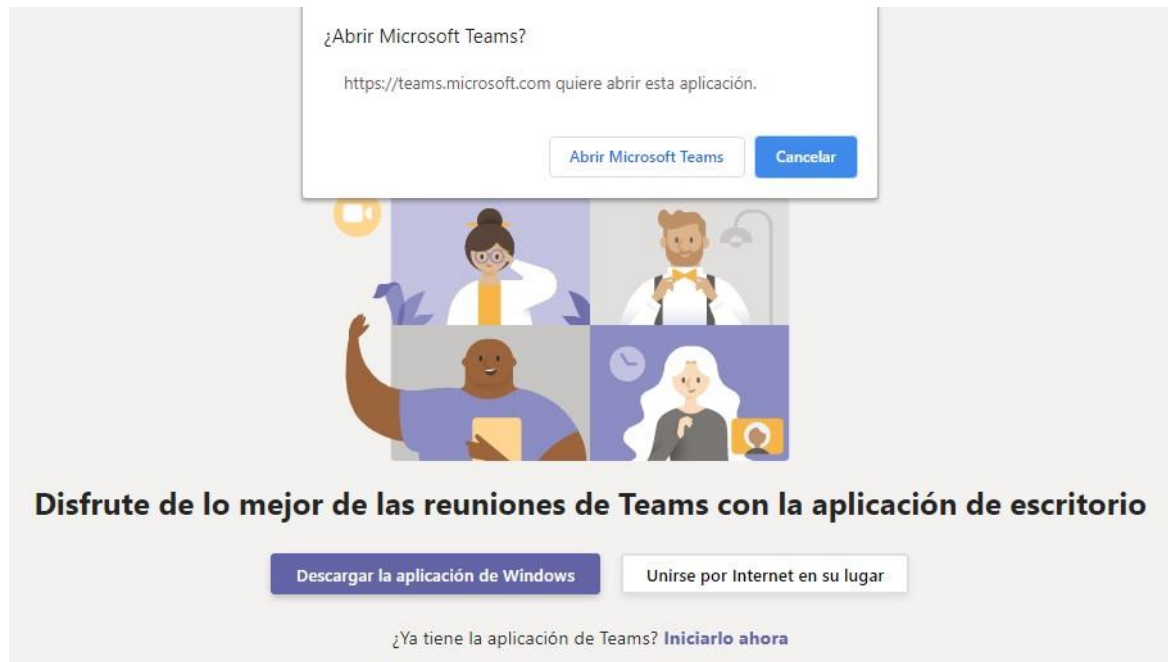 ¿Abrir Microsoft Teams?
https://teams.microsoft.com quiere abrir esta aplicación.
Abrir Microsoft Teams
Cancelar
Disfrute de lo mejor de las reuniones de Teams con la aplicación de escritorio
Descargar la aplicación de Windows
Unirse por Internet en su lugar
¿Ya tiene la aplicación de Teams? Iniciarlo ahora